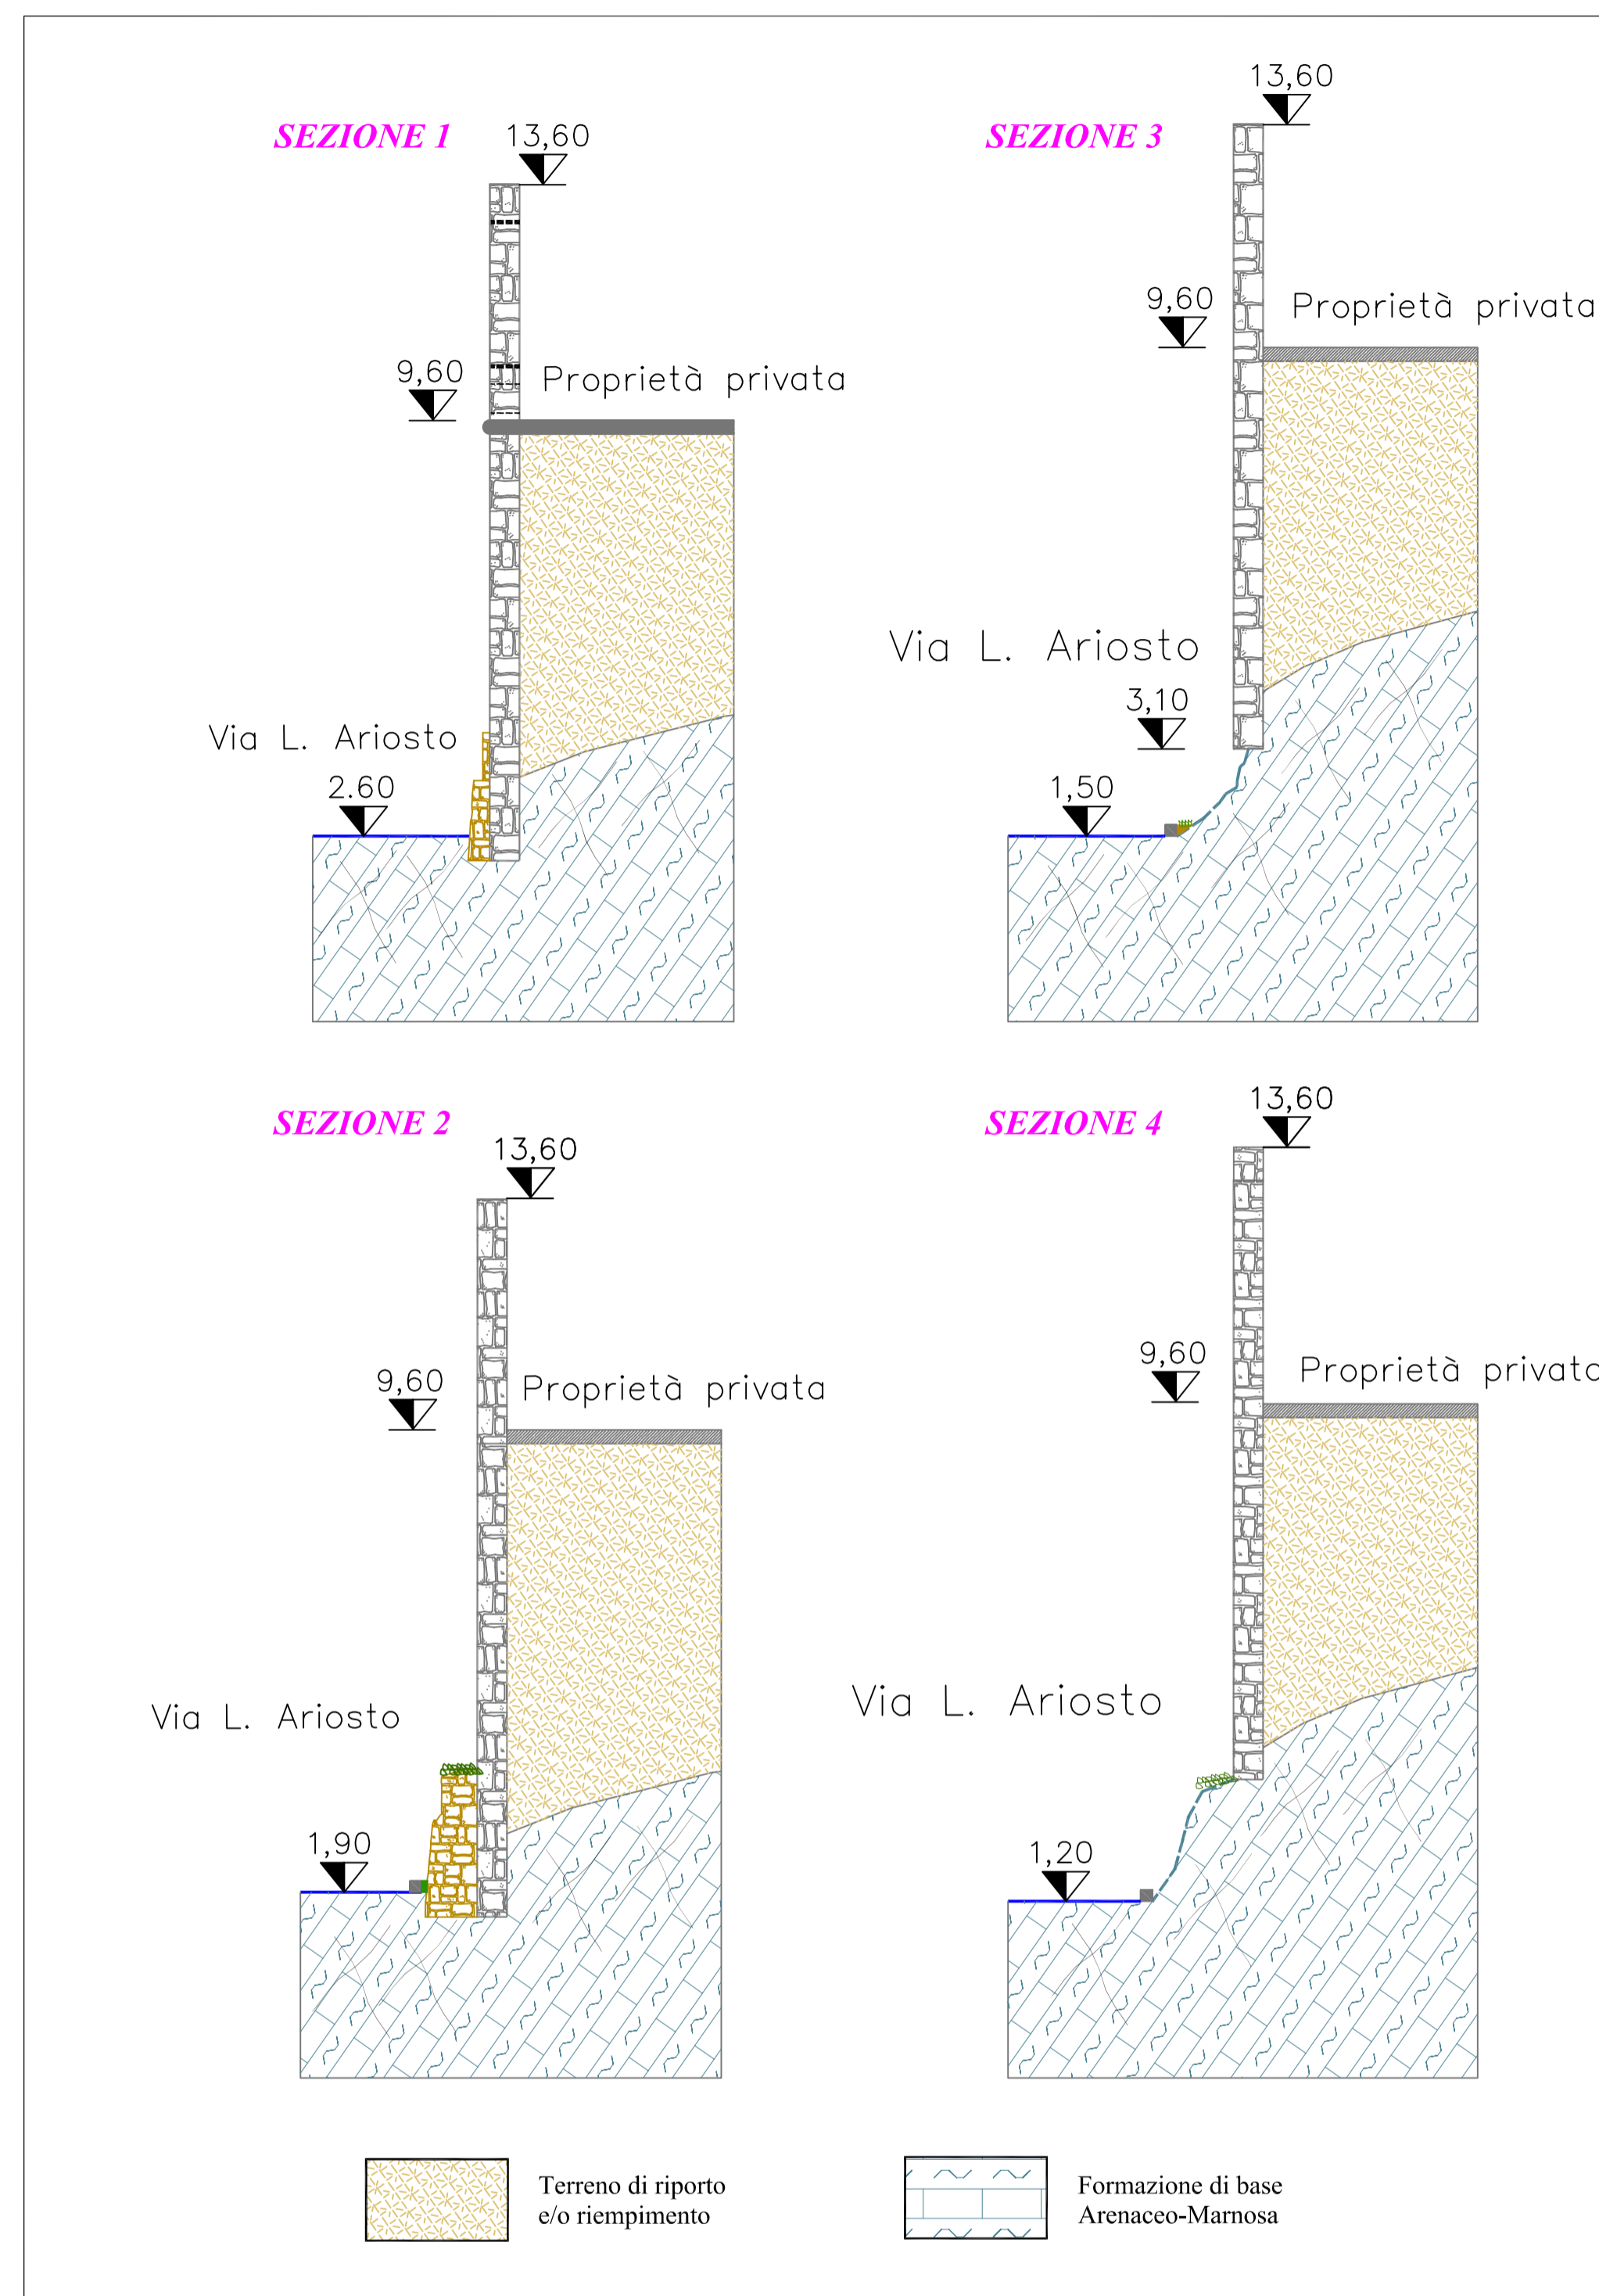 SEZIONE 1
13,60
9,60
Proprietà privata
Via L. Ariosto
2.60
SEZIONE 3
13,60
9,60
Proprietà privata
Via L. Ariosto
3,10
1,50
SEZIONE 2
13,60
9,60
Proprietà privata
Via L. Ariosto
1,90
SEZIONE 4
13,60
9,60
Proprietà privata
Via L. Ariosto
1,20
Terreno di riporto
e/o riempimento
Formazione di base
Arenaceo-Marnosa